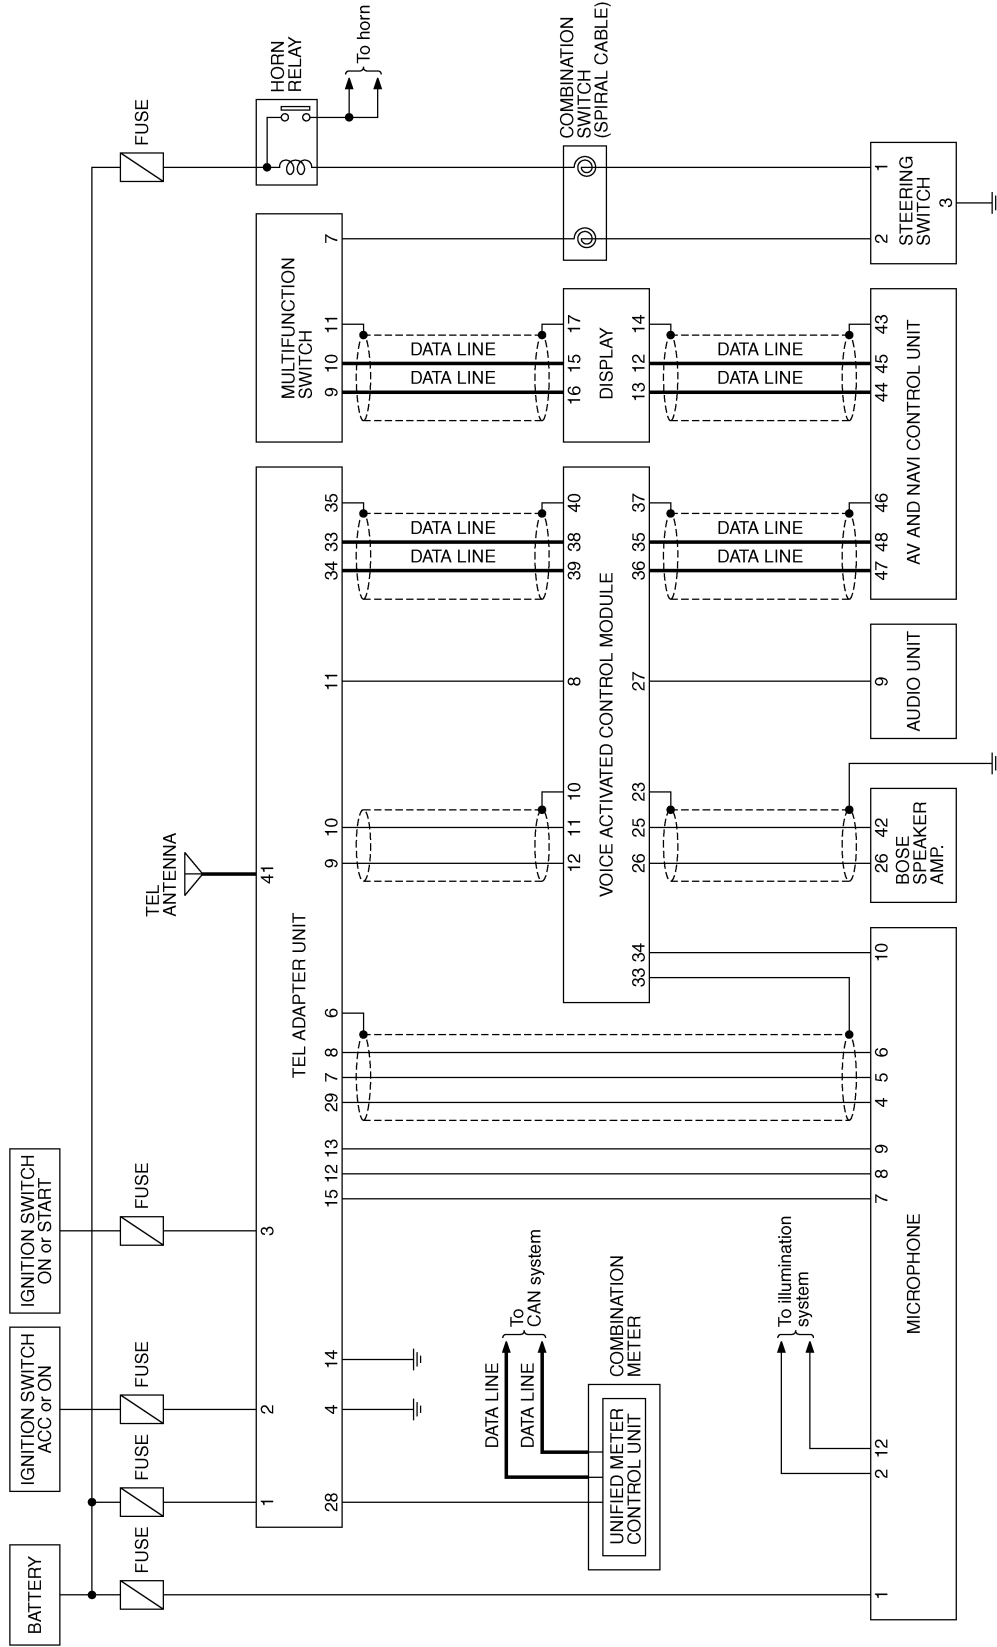 BATTERY
IGNITION SWITCH
ACC or ON
IGNITION SWITCH
ON or START
FUSE
FUSE
FUSE
FUSE
FUSE
TEL
ANTENNA
HORN
RELAY
To horn
1
2
3
41
TEL ADAPTER UNIT
28
4
14
15
12
13
29
7
8
6
9
10
11
34
33
35
MULTIFUNCTION
SWITCH
9
10
11
7
DATA LINE
DATA LINE
DATA LINE
DATA LINE
DATA LINE
DATA LINE
To
CAN system
COMBINATION
METER
UNIFIED METER
CONTROL UNIT
12
11
10
8
39
38
40
VOICE ACTIVATED CONTROL MODULE
33
34
26
25
23
27
36
35
37
16
15
17
DISPLAY
13
12
14
COMBINATION
SWITCH
(SPIRAL CABLE)
DATA LINE
DATA LINE
DATA LINE
DATA LINE
To illumination
system
1
2
12
7
8
9
4
5
6
10
MICROPHONE
26
42
BOSE
SPEAKER
AMP.
9
AUDIO UNIT
47
48
46
44
45
43
AV AND NAVI CONTROL UNIT
2
1
STEERING
SWITCH
3